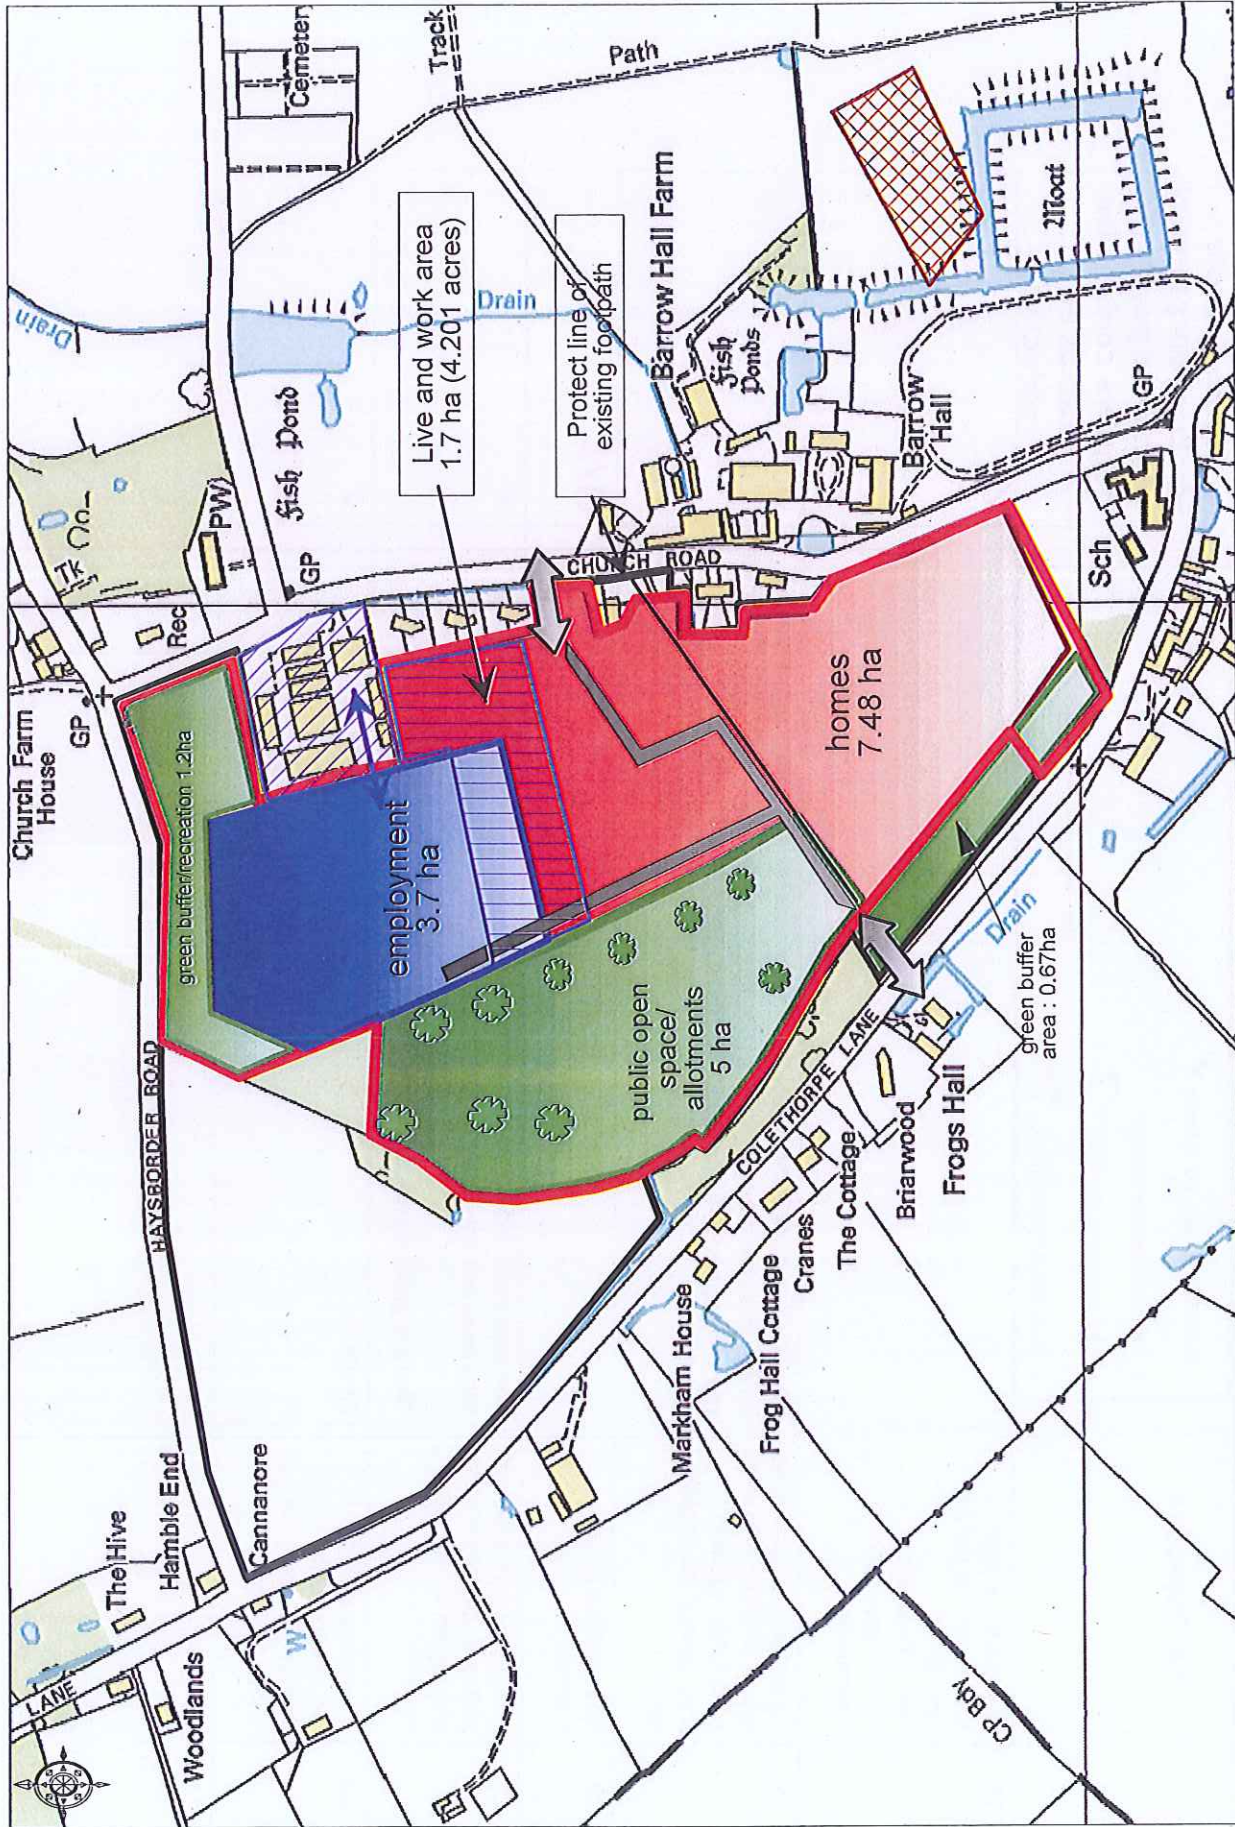 LANE
The Hive
Hamble End
Woodlands
W
Cannanore
CP Bdy
HAYSBORDER ROAD
Church Farm
House
GP
Rec
Tk
PW
GP
Fish Pond
Drain
Drain
Cemetery
Track
Path
green buffer/recreation 1.2ha
employment
3.7 ha
Live and work area
1.7 ha (4.201 acres)
Protect line of
existing footpath
CHURCH ROAD
Barrow Hall Farm
Fish
Ponds
Barrow
Hall
Moat
GP
Sch
homes
7.48 ha
public open
space/
allotments
5 ha
COLETHORPE LANE
Markham House
Frog Hall Cottage
Cranes
The Cottage
Briarwood
Frogs Hall
Drain
green buffer
area : 0.67ha